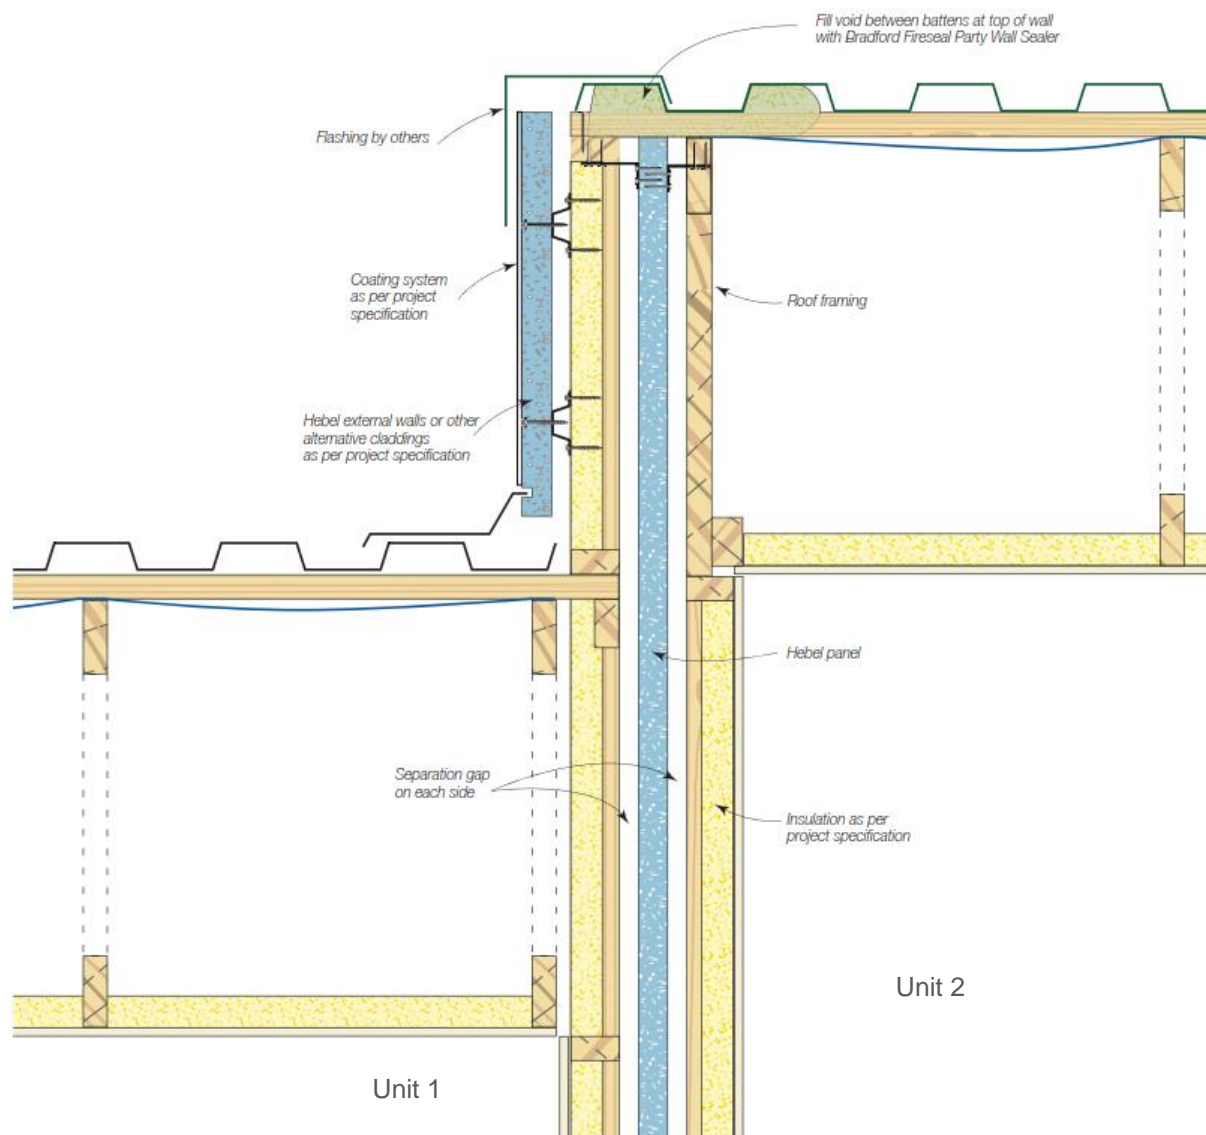 Fill void between battens at top of wall
with Bradford Fireseal Party Wall Sealer
Flashing by others
Coating system
as per project
specification
Roof framing
Hebel external walls or other
alternative claddings
as per project specification
Hebel panel
Separation gap
on each side
Insulation as per
project specification
Unit 2
Unit 1